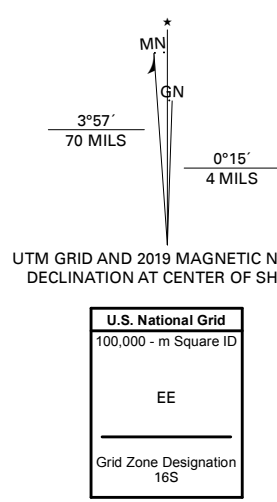 ★
MN
GN
3°57´
70 MILS
0°15´
4 MILS
UTM GRID AND 2019 MAGNETIC N
DECLINATION AT CENTER OF SH
U.S. National Grid
100,000 - m Square ID
EE
Grid Zone Designation
16S